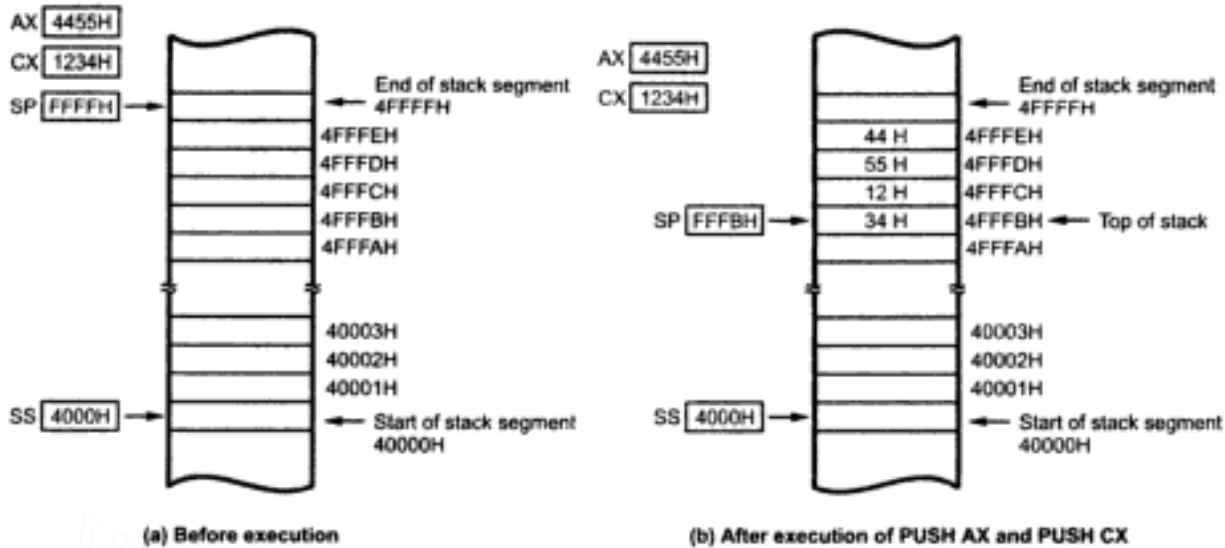 AX 4455H
CX 1234H
SP FFFFH
End of stack segment
4FFFFH
4FFFEH
4FFFDH
4FFFCH
4FFFBH
4FFFAH
40003H
40002H
40001H
SS 4000H
Start of stack segment
40000H
(a) Before execution
AX 4455H
CX 1234H
End of stack segment
4FFFFH
44 H 4FFFEH
55 H 4FFFDH
12 H 4FFFCH
SP FFFBH 34 H 4FFFBH Top of stack
4FFFAH
40003H
40002H
40001H
SS 4000H
Start of stack segment
40000H
(b) After execution of PUSH AX and PUSH CX